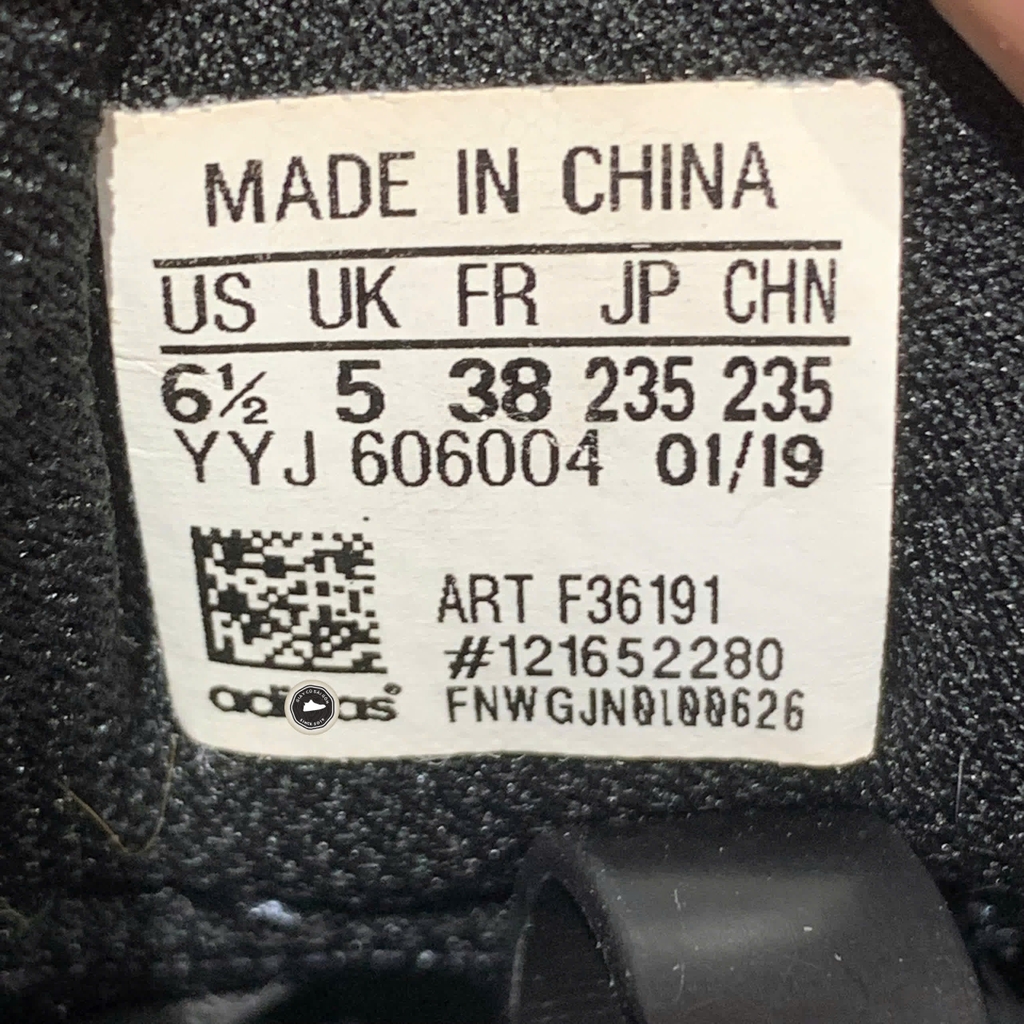 MADE IN CHINA
US UK FR JP CHN
6½ 5 38 235 235
YYJ 606004 01/19
ART F36191
#121652280
adidas®
FNWGJN0100626